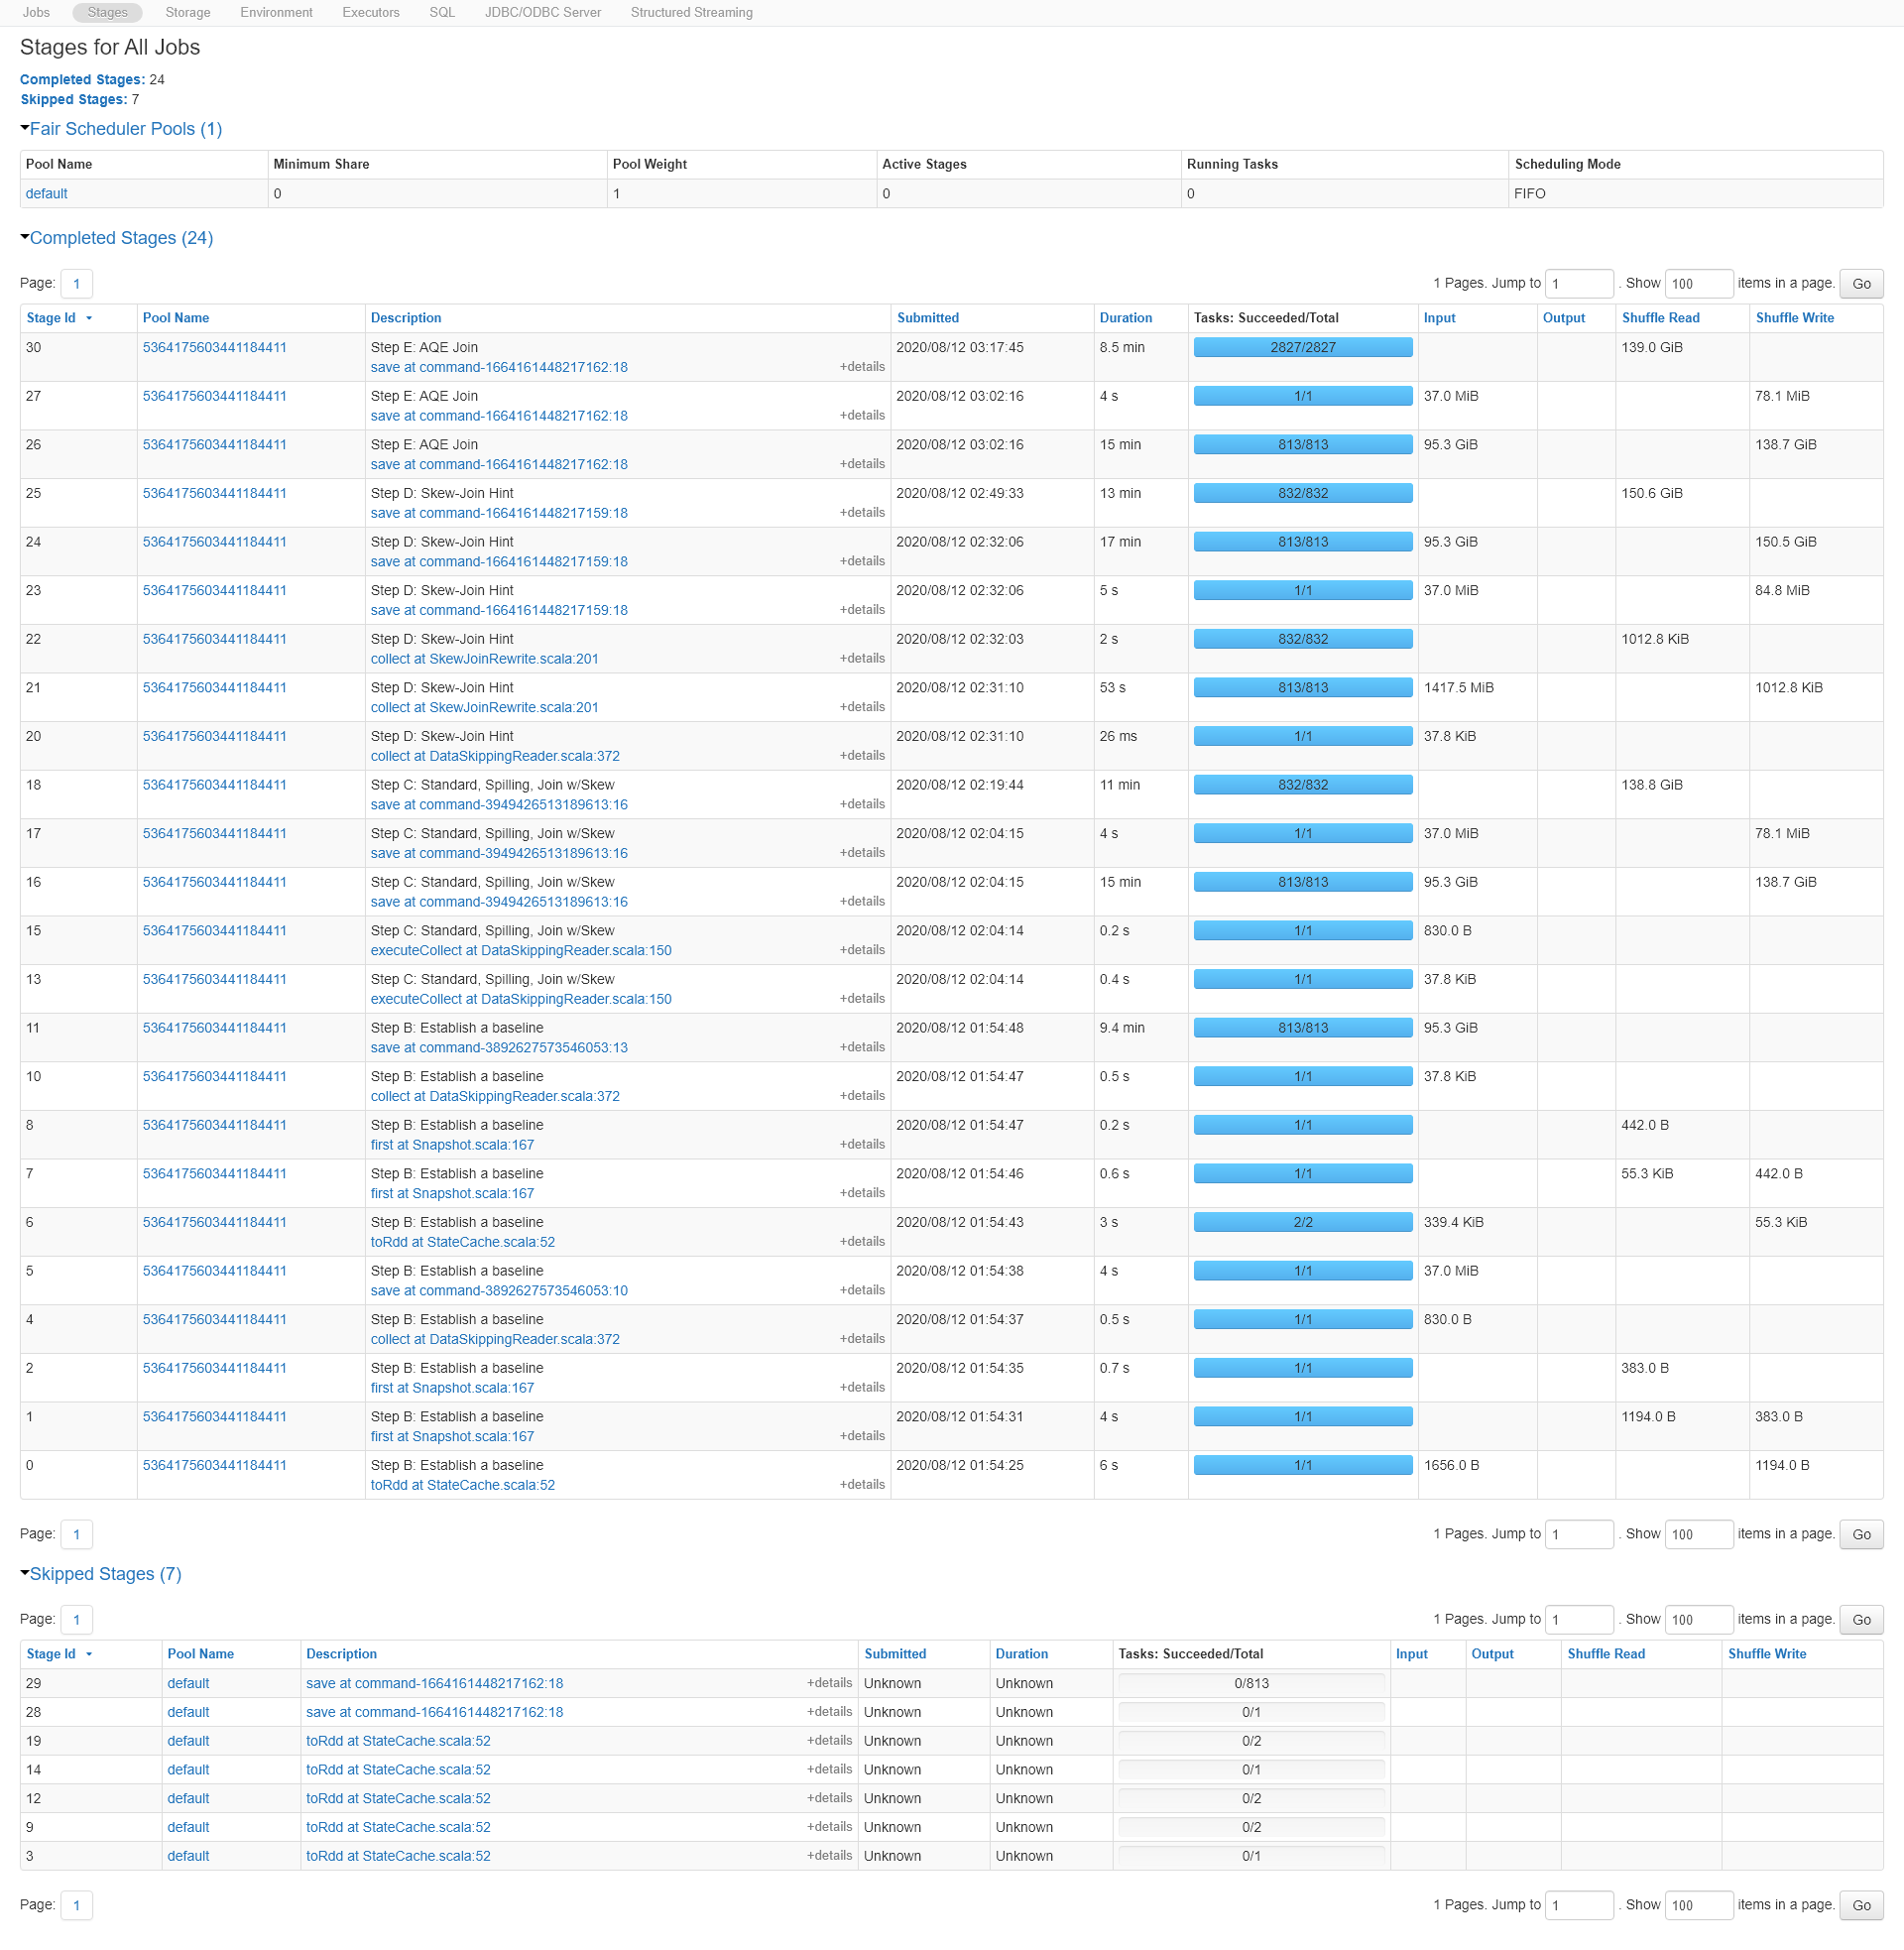 Jobs Stages Storage Environment Executors SQL JDBC/ODBC Server Structured Streaming
Stages for All Jobs
Completed Stages: 24
Skipped Stages: 7
Fair Scheduler Pools (1)
Pool Name Minimum Share Pool Weight Active Stages Running Tasks Scheduling Mode
default 0 1 0 0 FIFO
Completed Stages (24)
Page: 1 1 Pages. Jump to 1 . Show 100 items in a page. Go
Stage Id Pool Name Description Submitted Duration Tasks: Succeeded/Total Input Output Shuffle Read Shuffle Write
30 5364175603441184411 Step E: AQE Join 2020/08/12 03:17:45 8.5 min 2827/2827 139.0 GiB
save at command-1664161448217162:18 +details
27 5364175603441184411 Step E: AQE Join 2020/08/12 03:02:16 4 s 1/1 37.0 MiB 78.1 MiB
save at command-1664161448217162:18 +details
26 5364175603441184411 Step E: AQE Join 2020/08/12 03:02:16 15 min 813/813 95.3 GiB 138.7 GiB
save at command-1664161448217162:18 +details
25 5364175603441184411 Step D: Skew-Join Hint 2020/08/12 02:49:33 13 min 832/832 150.6 GiB
save at command-1664161448217159:18 +details
24 5364175603441184411 Step D: Skew-Join Hint 2020/08/12 02:32:06 17 min 813/813 95.3 GiB 150.5 GiB
save at command-1664161448217159:18 +details
23 5364175603441184411 Step D: Skew-Join Hint 2020/08/12 02:32:06 5 s 1/1 37.0 MiB 84.8 MiB
save at command-1664161448217159:18 +details
22 5364175603441184411 Step D: Skew-Join Hint 2020/08/12 02:32:03 2 s 832/832 1012.8 KiB
collect at SkewJoinRewrite.scala:201 +details
21 5364175603441184411 Step D: Skew-Join Hint 2020/08/12 02:31:10 53 s 813/813 1417.5 MiB 1012.8 KiB
collect at SkewJoinRewrite.scala:201 +details
20 5364175603441184411 Step D: Skew-Join Hint 2020/08/12 02:31:10 26 ms 1/1 37.8 KiB
collect at DataSkippingReader.scala:372 +details
18 5364175603441184411 Step C: Standard, Spilling, Join w/Skew 2020/08/12 02:19:44 11 min 832/832 138.8 GiB
save at command-3949426513189613:16 +details
17 5364175603441184411 Step C: Standard, Spilling, Join w/Skew 2020/08/12 02:04:15 4 s 1/1 37.0 MiB 78.1 MiB
save at command-3949426513189613:16 +details
16 5364175603441184411 Step C: Standard, Spilling, Join w/Skew 2020/08/12 02:04:15 15 min 813/813 95.3 GiB 138.7 GiB
save at command-3949426513189613:16 +details
15 5364175603441184411 Step C: Standard, Spilling, Join w/Skew 2020/08/12 02:04:14 0.2 s 1/1 830.0 B
executeCollect at DataSkippingReader.scala:150 +details
13 5364175603441184411 Step C: Standard, Spilling, Join w/Skew 2020/08/12 02:04:14 0.4 s 1/1 37.8 KiB
executeCollect at DataSkippingReader.scala:150 +details
11 5364175603441184411 Step B: Establish a baseline 2020/08/12 01:54:48 9.4 min 813/813 95.3 GiB
save at command-3892627573546053:13 +details
10 5364175603441184411 Step B: Establish a baseline 2020/08/12 01:54:47 0.5 s 1/1 37.8 KiB
collect at DataSkippingReader.scala:372 +details
8 5364175603441184411 Step B: Establish a baseline 2020/08/12 01:54:47 0.2 s 1/1 442.0 B
first at Snapshot.scala:167 +details
7 5364175603441184411 Step B: Establish a baseline 2020/08/12 01:54:46 0.6 s 1/1 55.3 KiB 442.0 B
first at Snapshot.scala:167 +details
6 5364175603441184411 Step B: Establish a baseline 2020/08/12 01:54:43 3 s 2/2 339.4 KiB 55.3 KiB
toRdd at StateCache.scala:52 +details
5 5364175603441184411 Step B: Establish a baseline 2020/08/12 01:54:38 4 s 1/1 37.0 MiB
save at command-3892627573546053:10 +details
4 5364175603441184411 Step B: Establish a baseline 2020/08/12 01:54:37 0.5 s 1/1 830.0 B
collect at DataSkippingReader.scala:372 +details
2 5364175603441184411 Step B: Establish a baseline 2020/08/12 01:54:35 0.7 s 1/1 383.0 B
first at Snapshot.scala:167 +details
1 5364175603441184411 Step B: Establish a baseline 2020/08/12 01:54:31 4 s 1/1 1194.0 B 383.0 B
first at Snapshot.scala:167 +details
0 5364175603441184411 Step B: Establish a baseline 2020/08/12 01:54:25 6 s 1/1 1656.0 B 1194.0 B
toRdd at StateCache.scala:52 +details
Page: 1 1 Pages. Jump to 1 . Show 100 items in a page. Go
Skipped Stages (7)
Page: 1 1 Pages. Jump to 1 . Show 100 items in a page. Go
Stage Id Pool Name Description Submitted Duration Tasks: Succeeded/Total Input Output Shuffle Read Shuffle Write
29 default save at command-1664161448217162:18 +details Unknown Unknown 0/813
28 default save at command-1664161448217162:18 +details Unknown Unknown 0/1
19 default toRdd at StateCache.scala:52 +details Unknown Unknown 0/2
14 default toRdd at StateCache.scala:52 +details Unknown Unknown 0/1
12 default toRdd at StateCache.scala:52 +details Unknown Unknown 0/2
9 default toRdd at StateCache.scala:52 +details Unknown Unknown 0/2
3 default toRdd at StateCache.scala:52 +details Unknown Unknown 0/1
Page: 1 1 Pages. Jump to 1 . Show 100 items in a page. Go